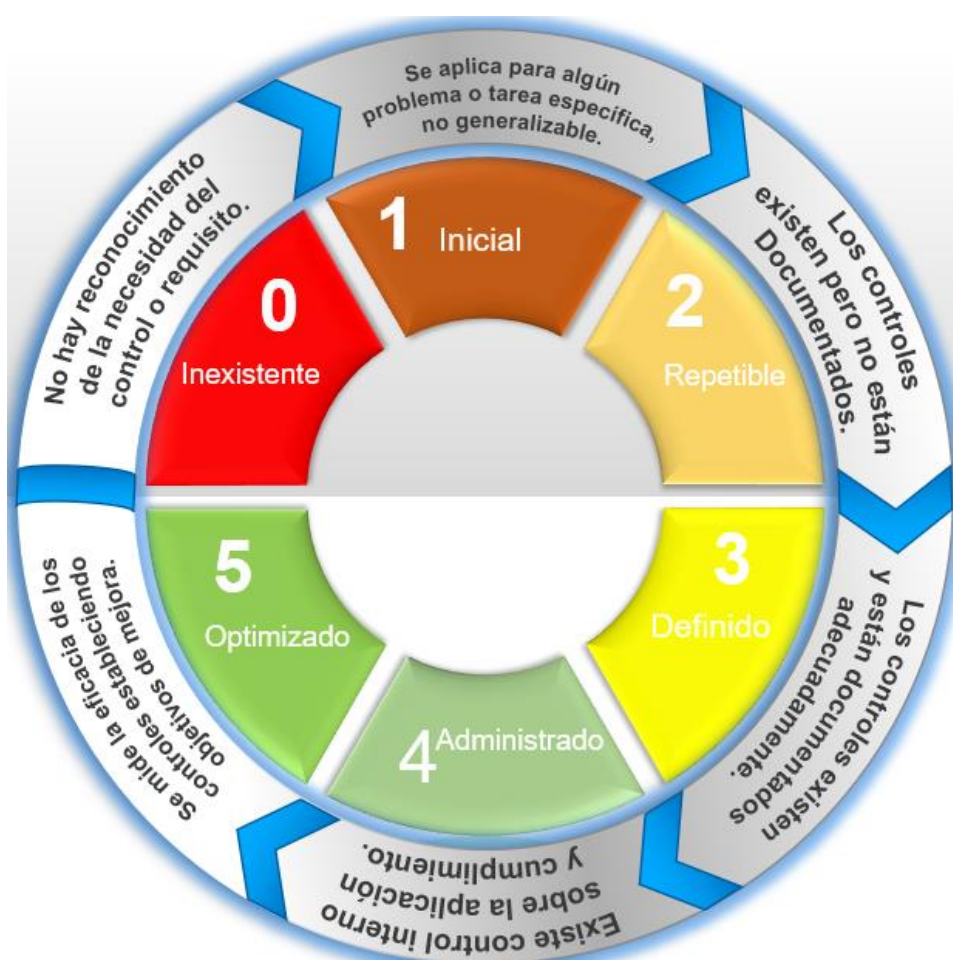 0
Inexistente
No hay reconocimiento
de la necesidad del
control o requisito.
1
Inicial
Se aplica para algún
problema o tarea específica,
no generalizable.
2
Repetible
Los controles
existen pero no están
Documentados.
3
Definido
Los controles existen
y están documentados
adecuadamente.
4
Administrado
Existe control interno
sobre la aplicación
y cumplimiento.
5
Optimizado
Se mide la eficacia de los
controles estableciendo
objetivos de mejora.